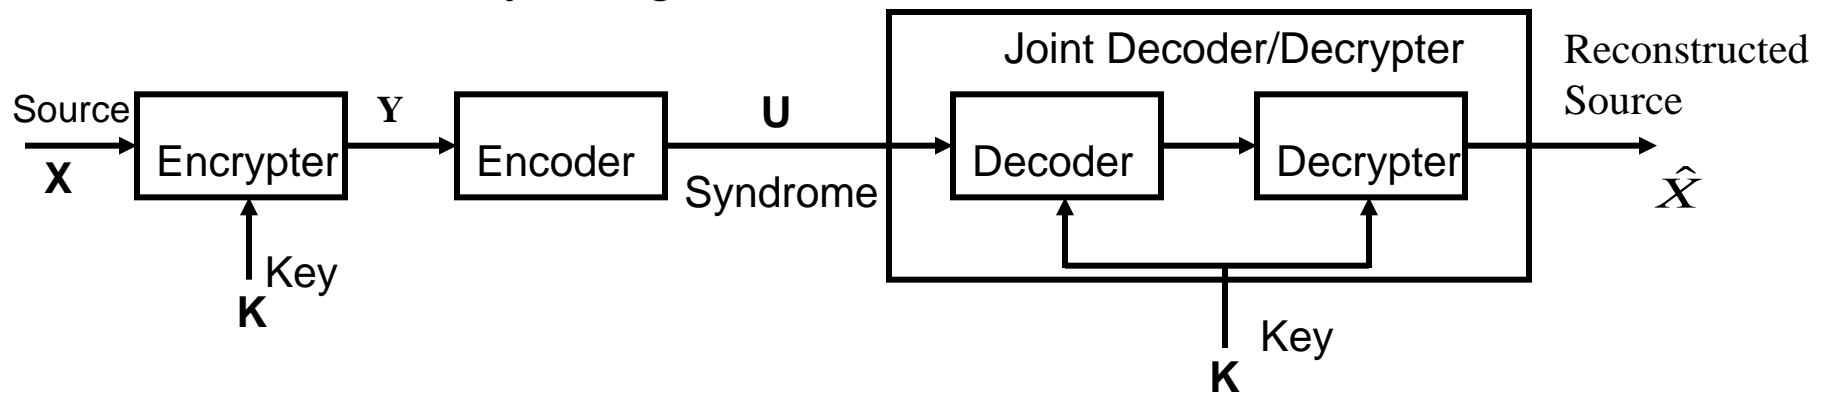 Joint Decoder/Decrypter
Reconstructed
Source
Source
X
Encrypter
Y
Encoder
U
Syndrome
Decoder
Decrypter
X̂
Key
K
Key
K